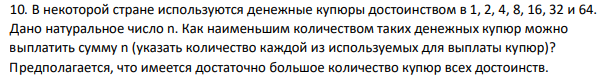 10. В некоторой стране используются денежные купюры достоинством в 1, 2, 4, 8, 16, 32 и 64.
Дано натуральное число n. Как наименьшим количеством таких денежных купюр можно
выплатить сумму n (указать количество каждой из используемых для выплаты купюр)?
Предполагается, что имеется достаточно большое количество купюр всех достоинств.